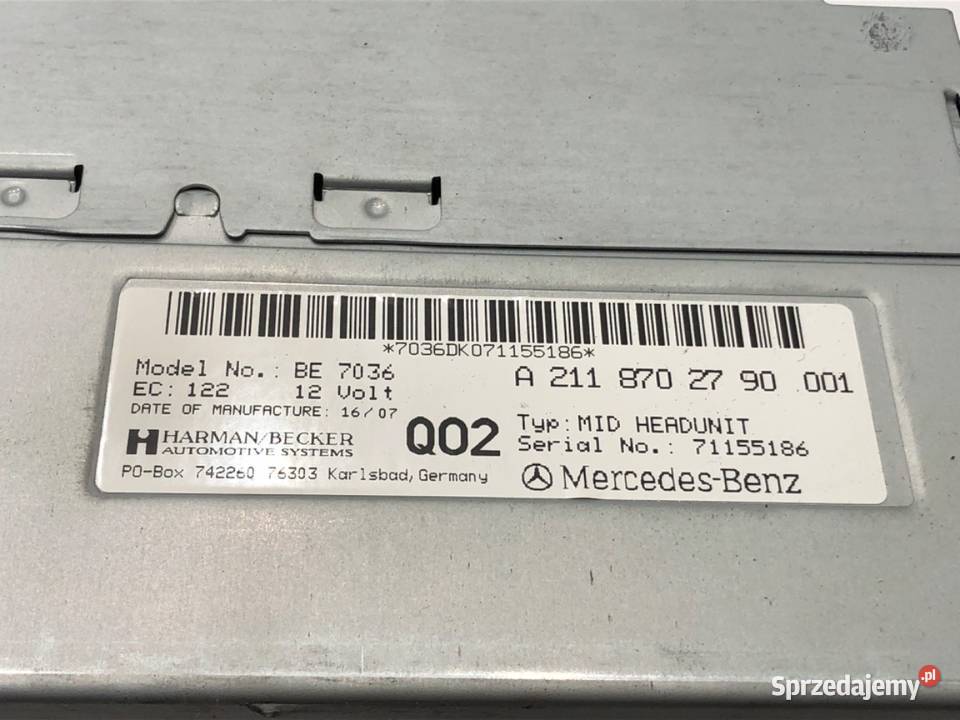 *7036DK071155186*
Model No.: BE 7036
EC: 122 12 Volt
DATE OF MANUFACTURE: 16/07
HARMAN/BECKER
AUTOMOTIVE SYSTEMS
PO-Box 742260 76303 Karlsbad, Germany
Q02
A 211 870 27 90 001
Typ: MID HEADUNIT
Serial No.: 71155186
Mercedes-Benz
Sprzedajemy.pl